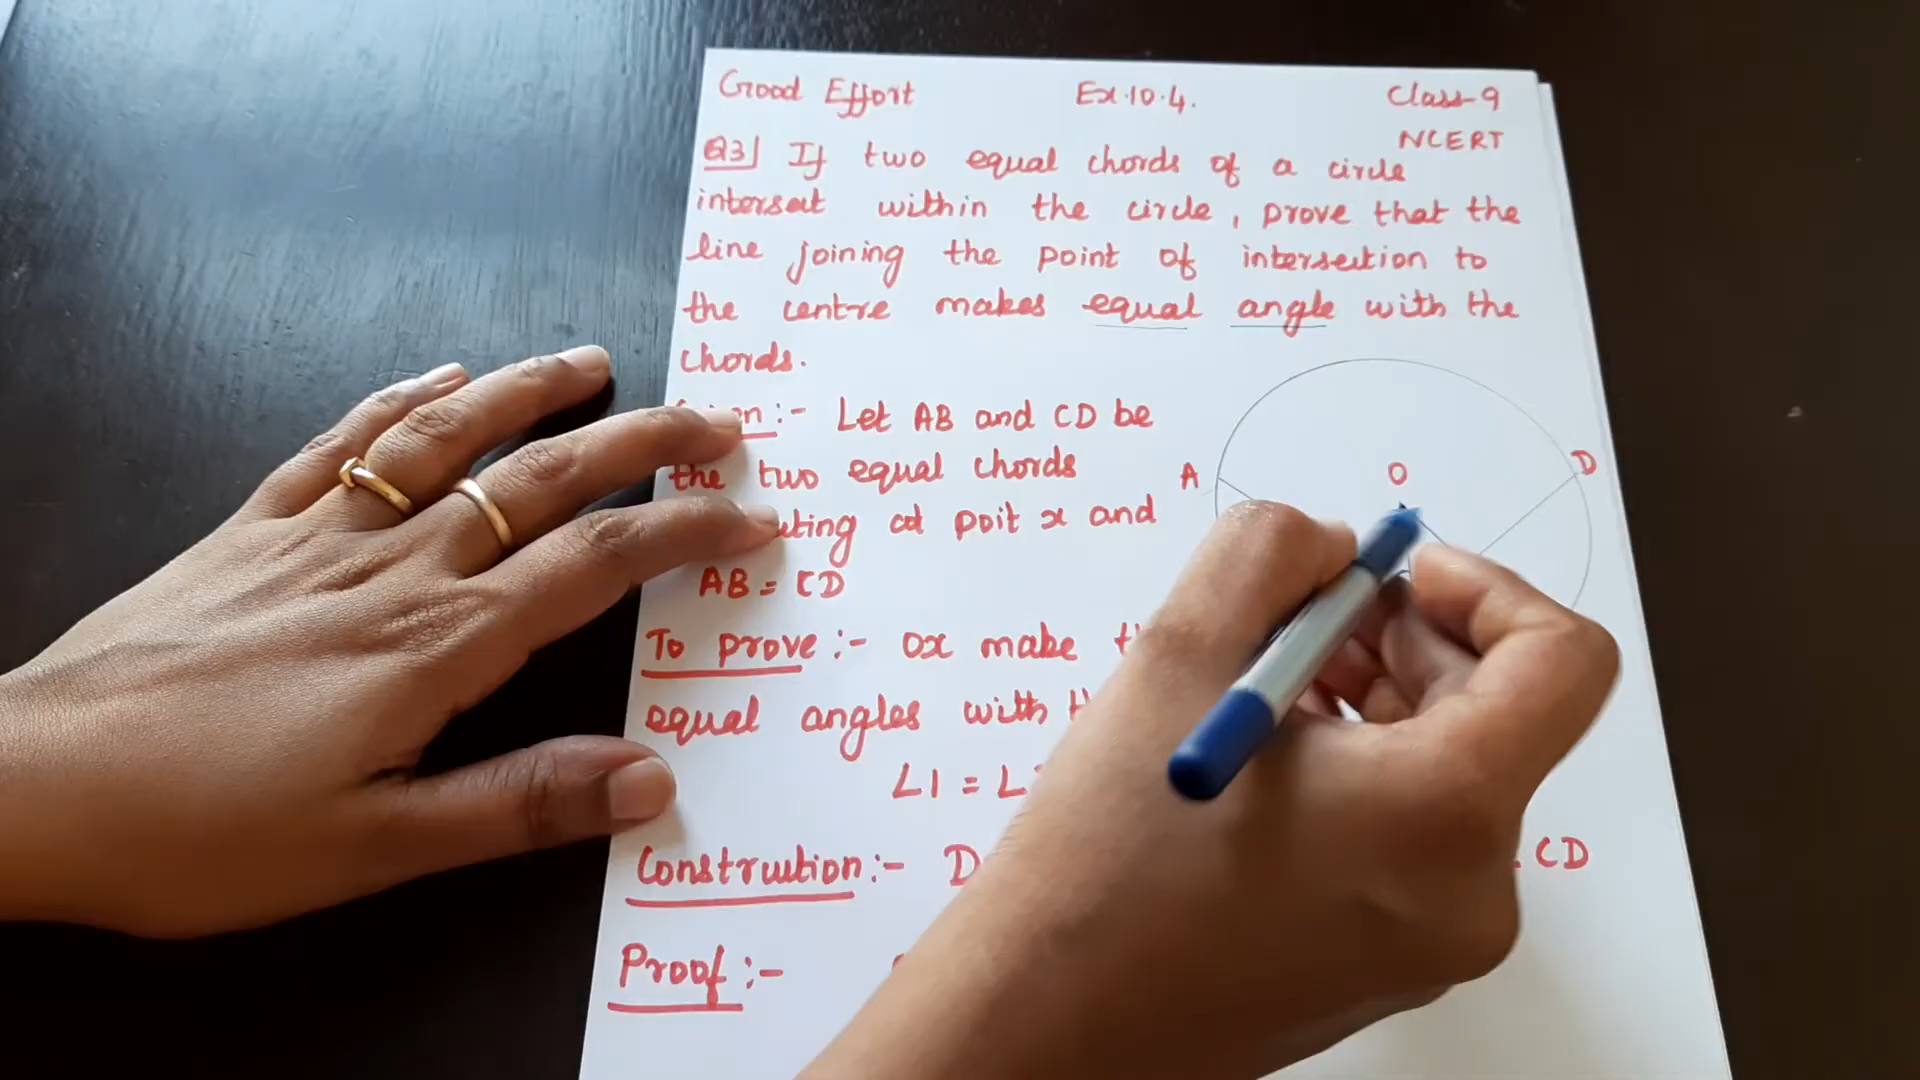 Good Effort Ex.10.4. Class-9
NCERT
Q3] If two equal chords of a circle
intersect within the circle, prove that the
line joining the point of intersection to
the centre makes equal angle with the
chords.
:- Let AB and CD be
the two equal chords
at poit x and
AB = CD
To prove :- ox make
equal angles with
L1 = L
Construction :- CD
Proof :-
A
O
D